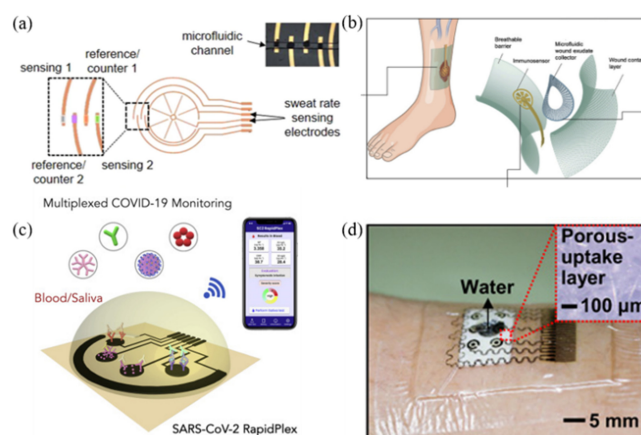 (a)
microfluidic
channel
reference/
counter 1
sensing 1
sweat rate
sensing
electrodes
reference/
counter 2
sensing 2
(b)
Breathable
barrier
Immunosensor
Microfluidic
wound exudate
collector
Wound conta
layer
Multiplexed COVID-19 Monitoring
(c)
Blood/Saliva
SARS-CoV-2 RapidPlex
(d)
Porous-
uptake
layer
100 µm
Water
5 mm